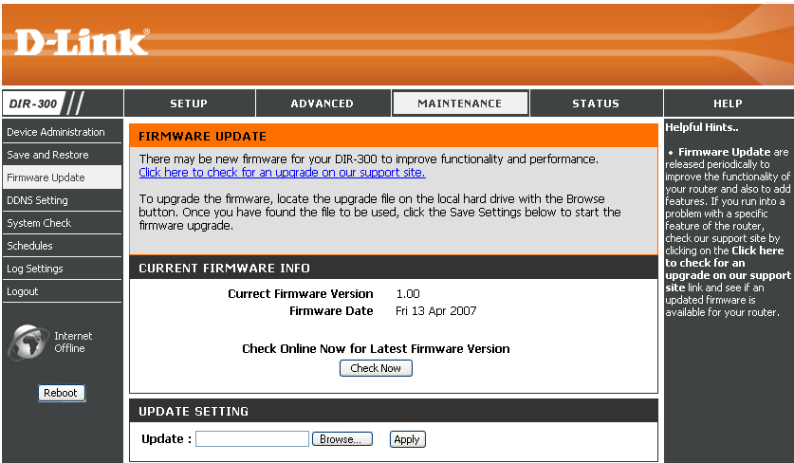 D-Link®
DIR-300
SETUP
ADVANCED
MAINTENANCE
STATUS
HELP
Device Administration
Save and Restore
Firmware Update
DDNS Setting
System Check
Schedules
Log Settings
Logout
Internet
Offline
Reboot
FIRMWARE UPDATE
There may be new firmware for your DIR-300 to improve functionality and performance.
Click here to check for an upgrade on our support site.
To upgrade the firmware, locate the upgrade file on the local hard drive with the Browse
button. Once you have found the file to be used, click the Save Settings below to start the
firmware upgrade.
CURRENT FIRMWARE INFO
Currect Firmware Version 1.00
Firmware Date Fri 13 Apr 2007
Check Online Now for Latest Firmware Version
Check Now
UPDATE SETTING
Update : Browse... Apply
Helpful Hints..
• Firmware Update are
released periodically to
improve the functionality of
your router and also to add
features. If you run into a
problem with a specific
feature of the router,
check our support site by
clicking on the Click here
to check for an
upgrade on our support
site link and see if an
updated firmware is
available for your router.